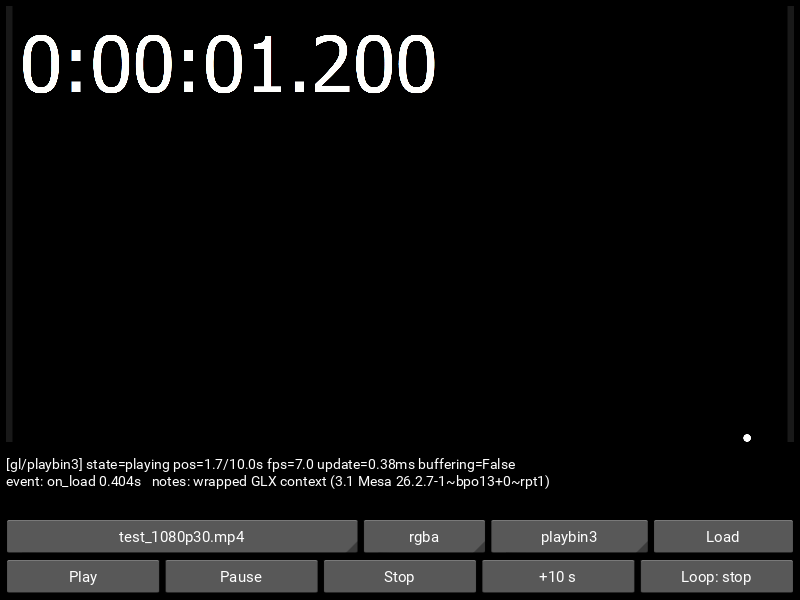 0:00:01.200
[gl/playbin3] state=playing pos=1.7/10.0s fps=7.0 update=0.38ms buffering=False
event: on_load 0.404s   notes: wrapped GLX context (3.1 Mesa 26.2.7-1~bpo13+0~rpt1)
test_1080p30.mp4 rgba playbin3 Load
Play Pause Stop +10 s Loop: stop